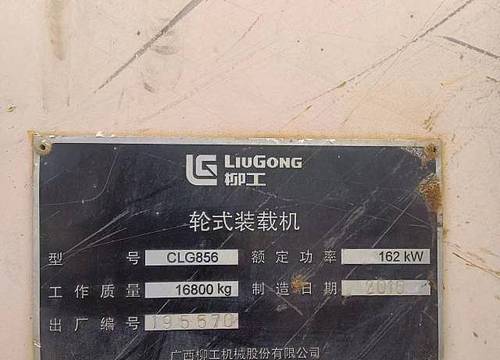 LIUGONG
柳工
轮式装载机
型 号 CLG856 额定功率 162 kW
工作质量 16800 kg 制造日期 2018
出厂编号 195570
广西柳工机械股份有限公司